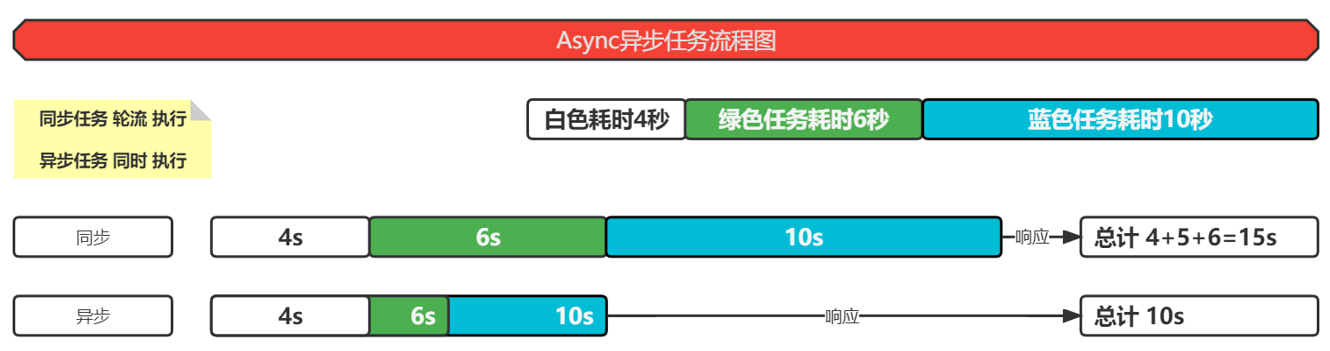 Async异步任务流程图
同步任务 轮流 执行
异步任务 同时 执行
白色耗时4秒
绿色任务耗时6秒
蓝色任务耗时10秒
同步
4s
6s
10s
响应
总计 4+5+6=15s
异步
4s
6s
10s
响应
总计 10s